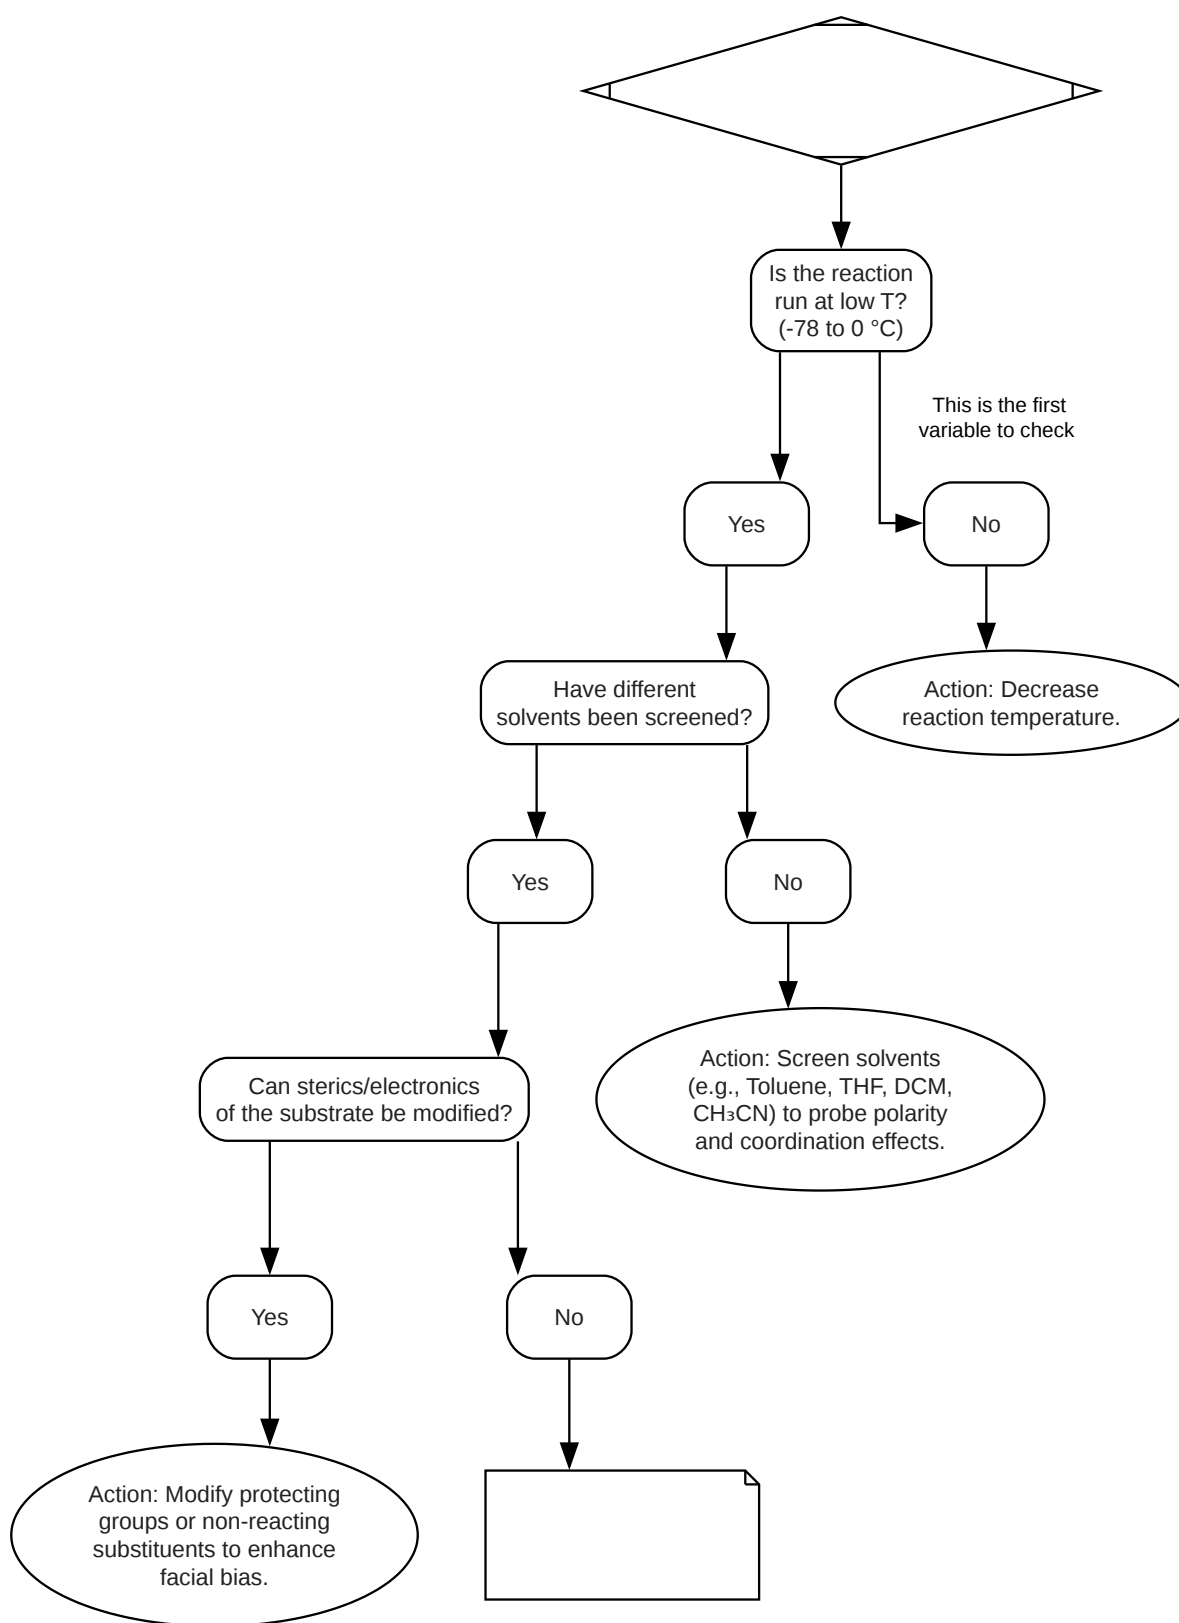 Is the reaction
run at low T?
(-78 to 0 °C)
This is the first
variable to check
Yes
No
Have different
solvents been screened?
Action: Decrease
reaction temperature.
Yes
No
Can sterics/electronics
of the substrate be modified?
Action: Screen solvents
(e.g., Toluene, THF, DCM,
CH₃CN) to probe polarity
and coordination effects.
Yes
No
Action: Modify protecting
groups or non-reacting
substituents to enhance
facial bias.